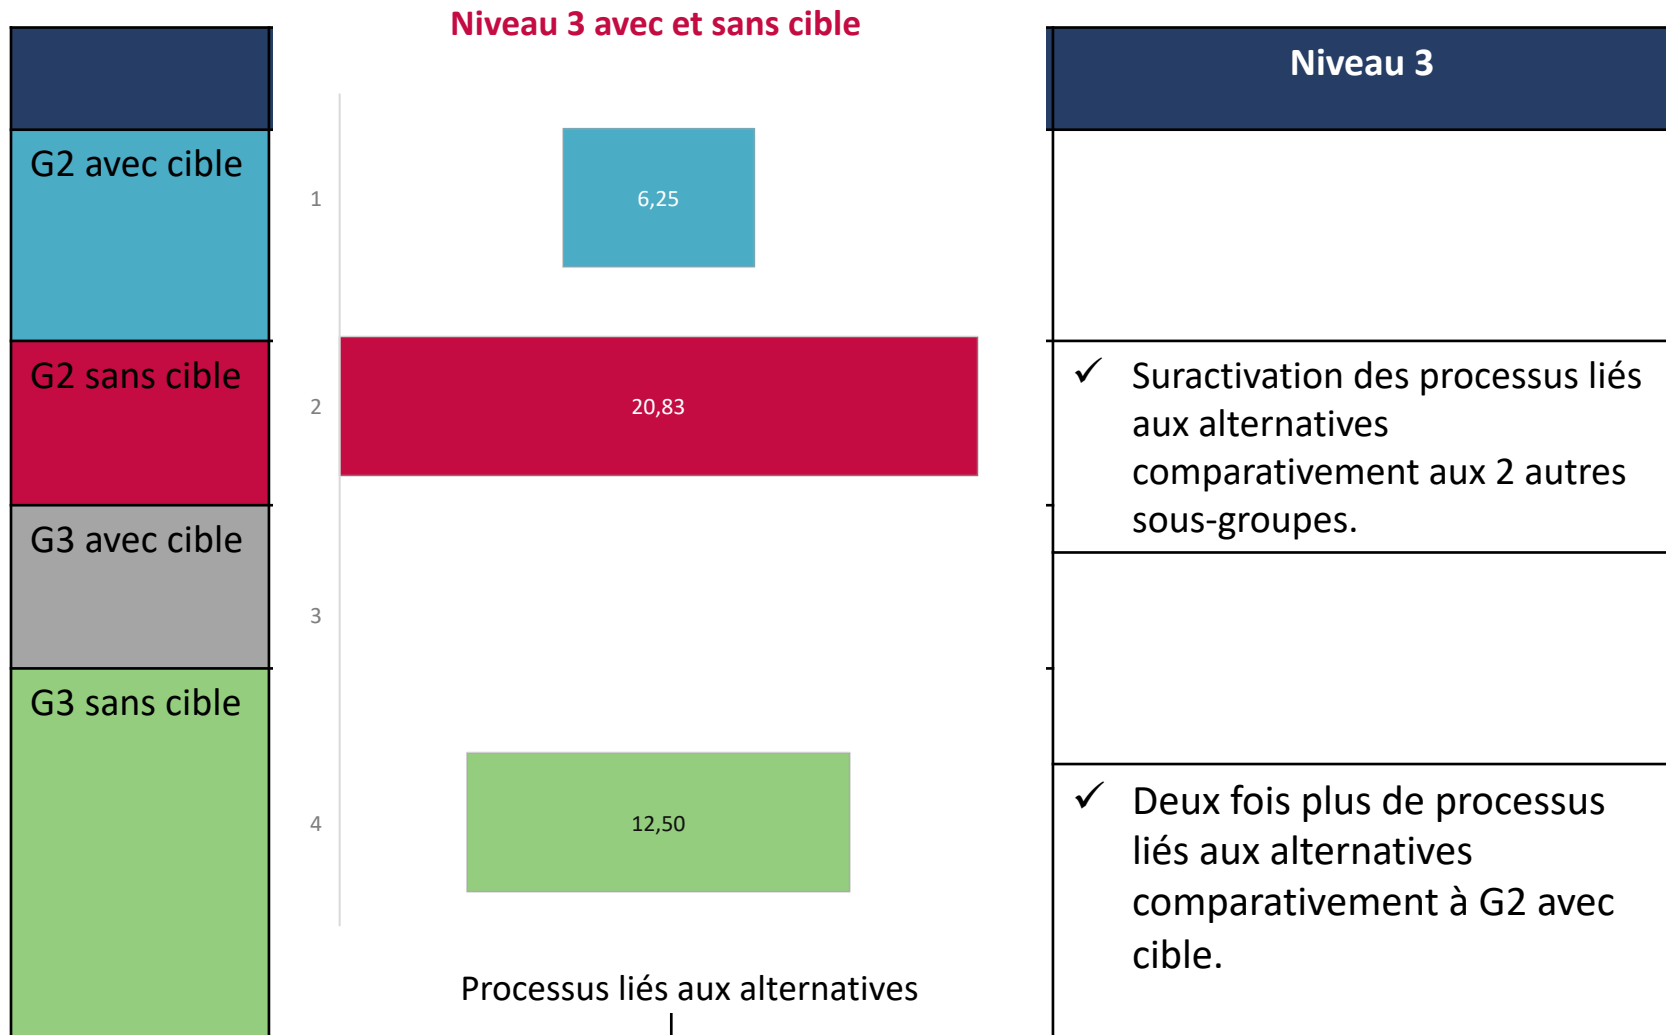 Niveau 3 avec et sans cible
Niveau 3
G2 avec cible
1
6,25
G2 sans cible
2
20,83
✓ Suractivation des processus liés
aux alternatives
comparativement aux 2 autres
sous-groupes.
G3 avec cible
3
G3 sans cible
4
12,50
✓ Deux fois plus de processus
liés aux alternatives
comparativement à G2 avec
cible.
Processus liés aux alternatives